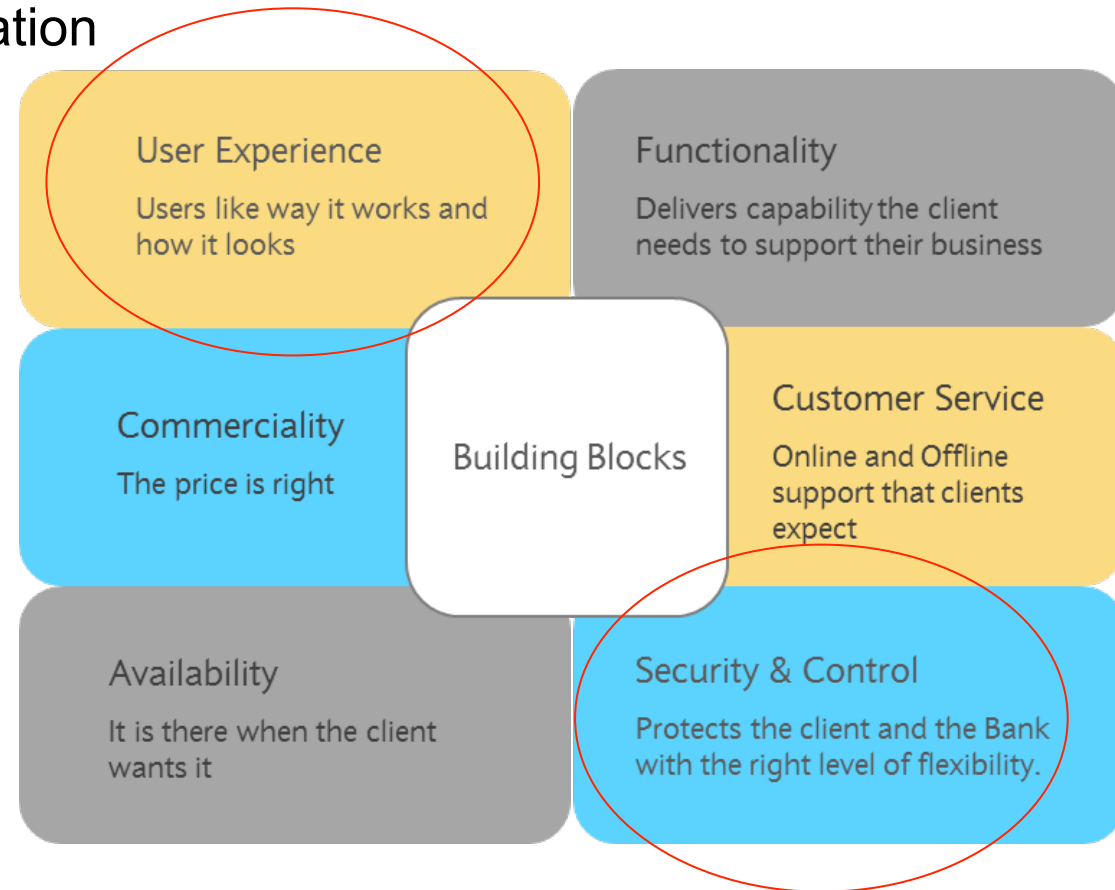 ation
User Experience
Users like way it works and
how it looks
Functionality
Delivers capability the client
needs to support their business
Commerciality
The price is right
Building Blocks
Customer Service
Online and Offline
support that clients
expect
Availability
It is there when the client
wants it
Security & Control
Protects the client and the Bank
with the right level of flexibility.